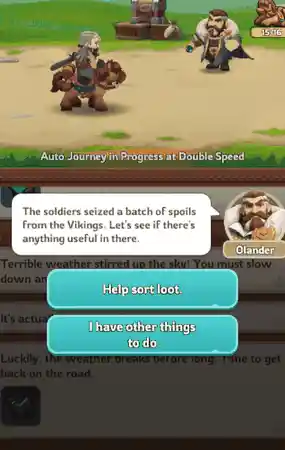 15/16
Auto Journey in Progress at Double Speed
The soldiers seized a batch of spoils
from the Vikings. Let's see if there's
anything useful in there.
Olander
Terrible weather stirred up the sky! You must slow
down an
Help sort loot.
It's actua
I have other things
to do
Luckily, the weather breaks before long. Time to get
back on the road.